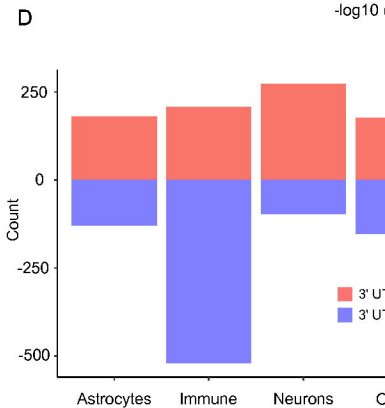 D
-log10
250
0
-250
-500
Count
3' UT
3' UT
Astrocytes Immune Neurons